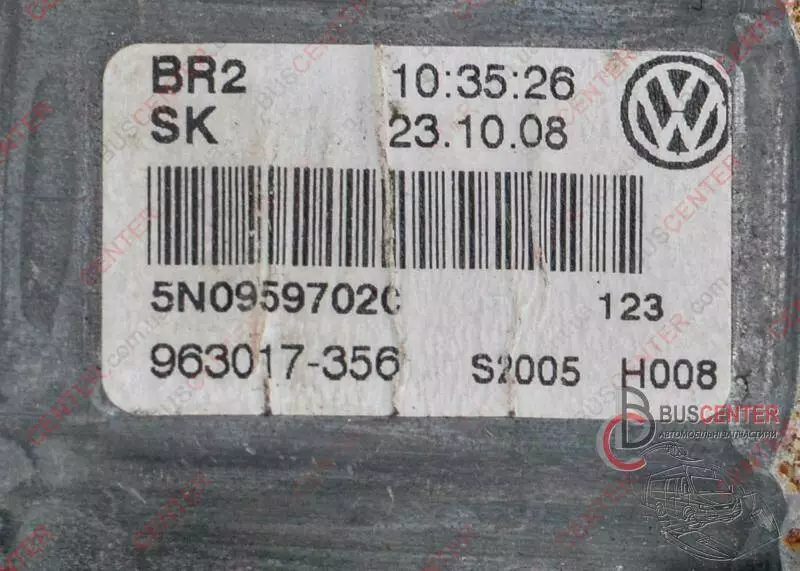 BR2 10:35:26
SK 23.10.08
5N0959702C 123
963017-356 S2005 H008
BUSCENTER
АВТОМОБІЛЬНІ ЗАПЧАСТИНИ